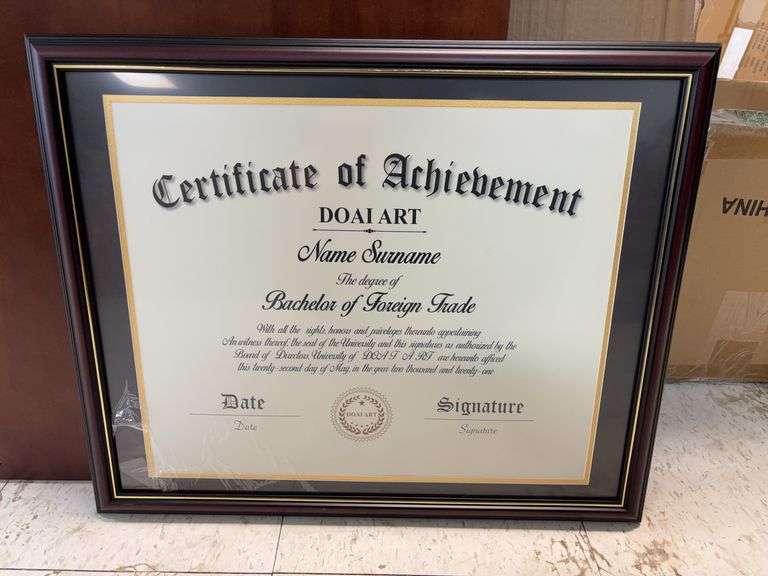 Certificate of Achievement
DOAI ART
Name Surname
The degree of
Bachelor of Foreign Trade
With all the rights, honors and privileges thereunto appertaining
An witness thereof, the seal of the University and this signatures as authorized by the
Board of Directors, University of DOAI ART are hereunto affixed
this twenty-second day of May, in the year two thousand and twenty-one
Date
Date
DOAI ART
Signature
Signature
HINA